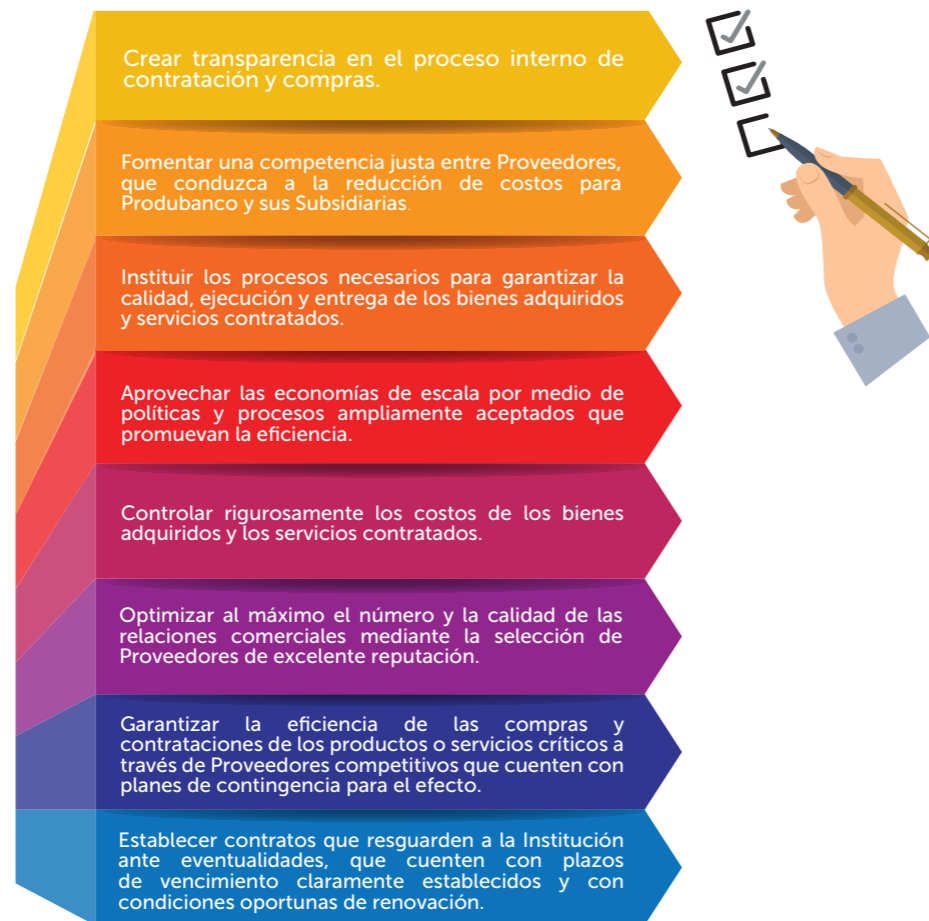 Crear transparencia en el proceso interno de
contratación y compras.
Fomentar una competencia justa entre Proveedores,
que conduzca a la reducción de costos para
Produbanco y sus Subsidiarias.
Instituir los procesos necesarios para garantizar la
calidad, ejecución y entrega de los bienes adquiridos
y servicios contratados.
Aprovechar las economías de escala por medio de
políticas y procesos ampliamente aceptados que
promuevan la eficiencia.
Controlar rigurosamente los costos de los bienes
adquiridos y los servicios contratados.
Optimizar al máximo el número y la calidad de las
relaciones comerciales mediante la selección de
Proveedores de excelente reputación.
Garantizar la eficiencia de las compras y
contrataciones de los productos o servicios críticos a
través de Proveedores competitivos que cuenten con
planes de contingencia para el efecto.
Establecer contratos que resguarden a la Institución
ante eventualidades, que cuenten con plazos
de vencimiento claramente establecidos y con
condiciones oportunas de renovación.